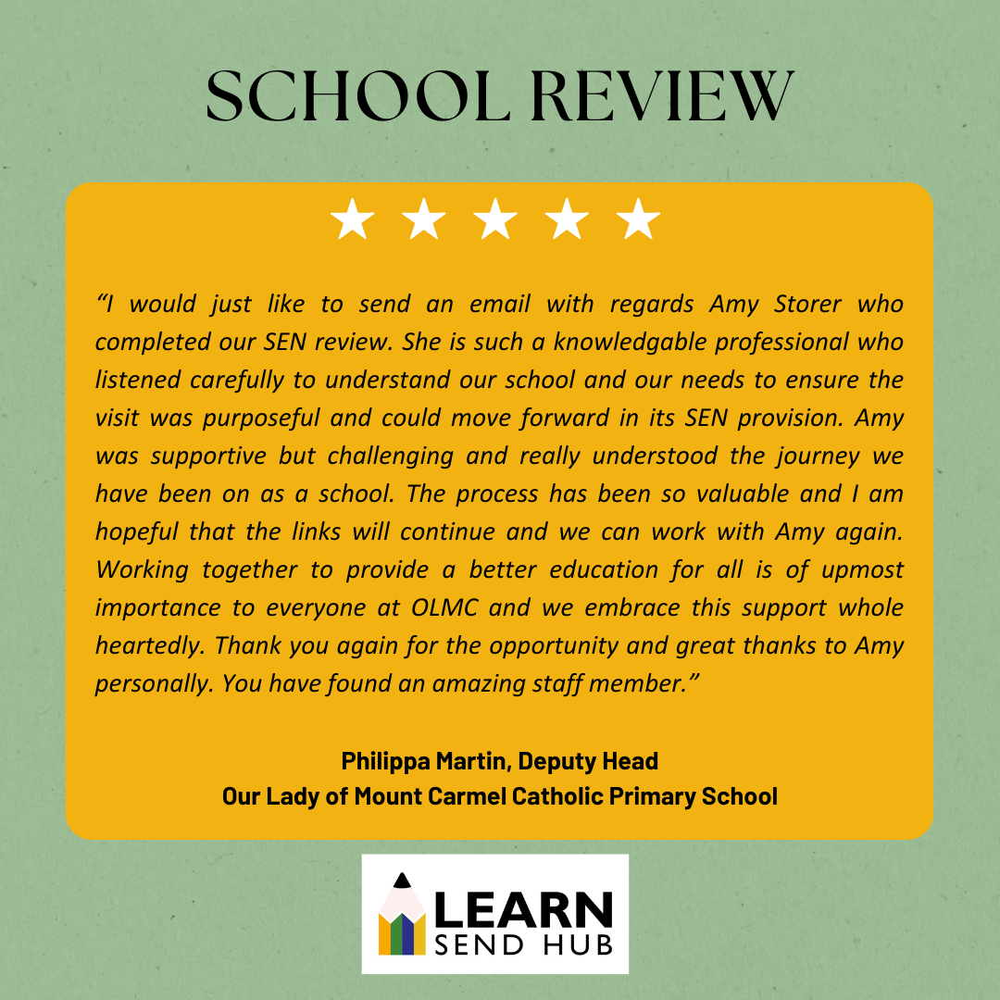 SCHOOL REVIEW
“I would just like to send an email with regards Amy Storer who
completed our SEN review. She is such a knowledgable professional who
listened carefully to understand our school and our needs to ensure the
visit was purposeful and could move forward in its SEN provision. Amy
was supportive but challenging and really understood the journey we
have been on as a school. The process has been so valuable and I am
hopeful that the links will continue and we can work with Amy again.
Working together to provide a better education for all is of upmost
importance to everyone at OLMC and we embrace this support whole
heartedly. Thank you again for the opportunity and great thanks to Amy
personally. You have found an amazing staff member.”
Philippa Martin, Deputy Head
Our Lady of Mount Carmel Catholic Primary School
LEARN
SEND HUB